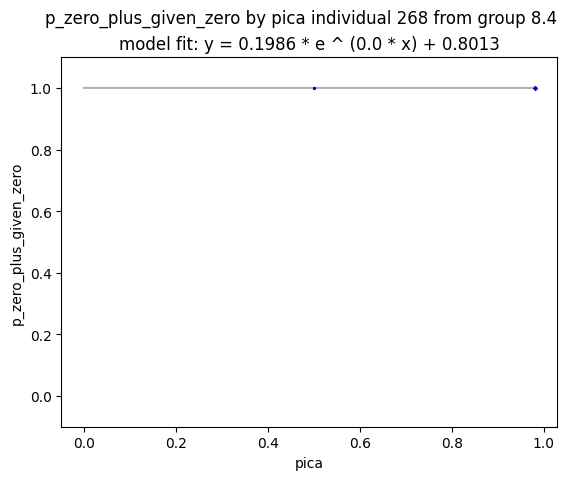 p_zero_plus_given_zero by pica individual 268 from group 8.4
model fit: y = 0.1986 * e ^ (0.0 * x) + 0.8013
1.0
0.8
0.6
0.4
0.2
0.0
p_zero_plus_given_zero
0.0 0.2 0.4 0.6 0.8 1.0
pica